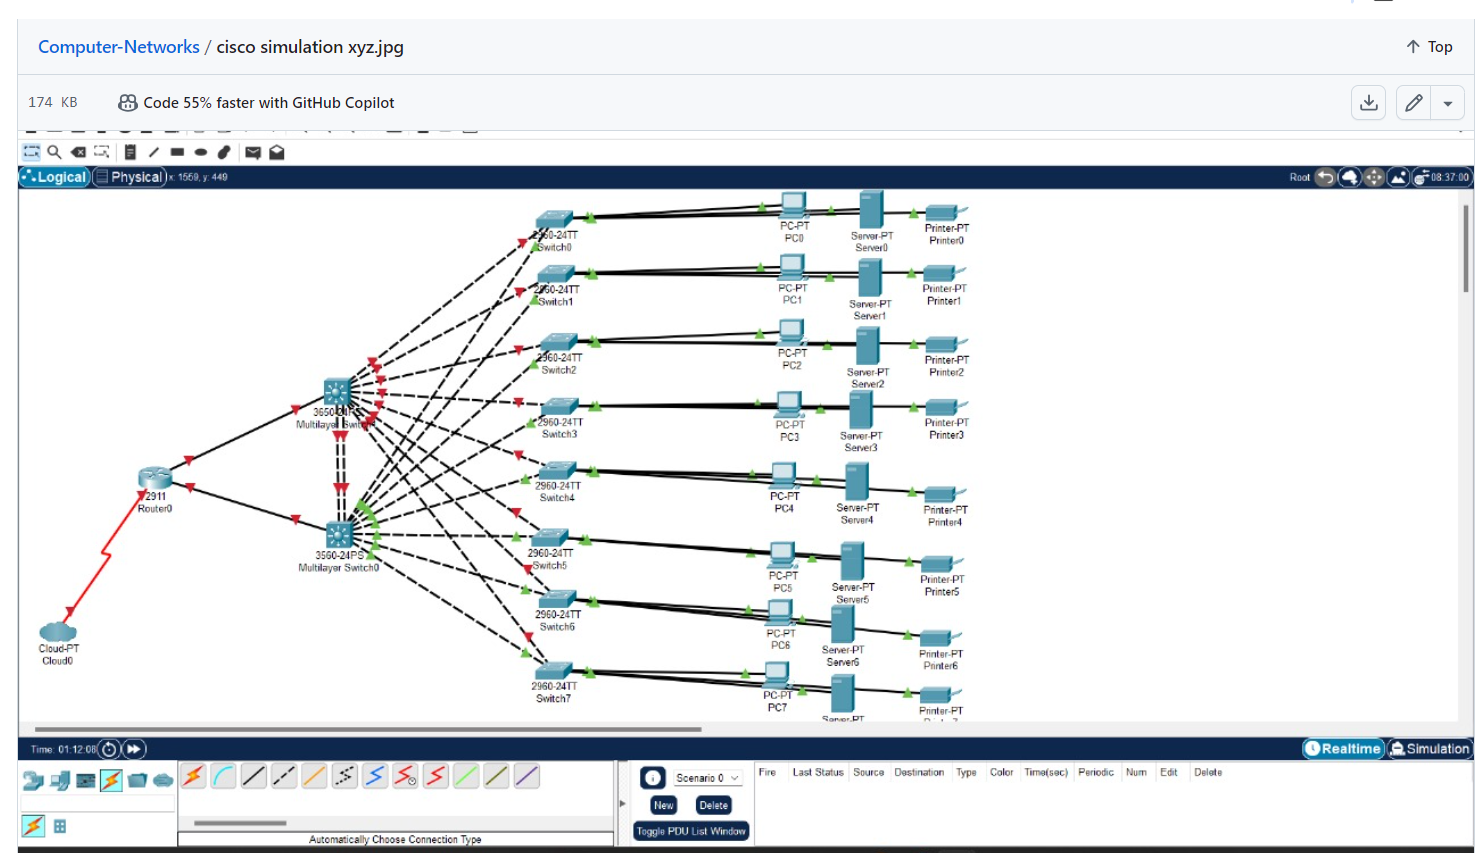 Computer-Networks / cisco simulation xyz.jpg
Top
174 KB
Code 55% faster with GitHub Copilot
Logical
Physical
x: 1559, y: 449
Root
08:37:00
2960-24TT
Switch0
PC-PT
PC0
Server-PT
Server0
Printer-PT
Printer0
2960-24TT
Switch1
PC-PT
PC1
Server-PT
Server1
Printer-PT
Printer1
2960-24TT
Switch2
PC-PT
PC2
Server-PT
Server2
Printer-PT
Printer2
3650-24PS
Multilayer Switch1
2960-24TT
Switch3
PC-PT
PC3
Server-PT
Server3
Printer-PT
Printer3
2911
Router0
2960-24TT
Switch4
PC-PT
PC4
Server-PT
Server4
Printer-PT
Printer4
3560-24PS
Multilayer Switch0
2960-24TT
Switch5
PC-PT
PC5
Server-PT
Server5
Printer-PT
Printer5
Cloud-PT
Cloud0
2960-24TT
Switch6
PC-PT
PC6
Server-PT
Server6
Printer-PT
Printer6
2960-24TT
Switch7
PC-PT
PC7
Server-PT
Printer-PT
Time: 01:12:08
Realtime
Simulation
Scenario 0
New
Delete
Toggle PDU List Window
Fire Last Status Source Destination Type Color Time(sec) Periodic Num Edit Delete
Automatically Choose Connection Type